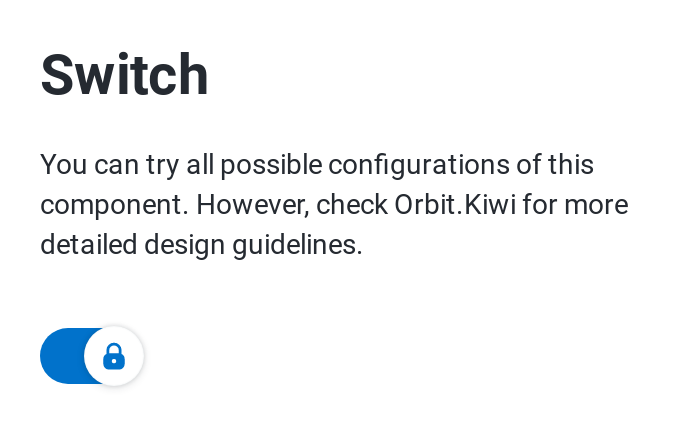 Switch
You can try all possible configurations of this
component. However, check Orbit.Kiwi for more
detailed design guidelines.